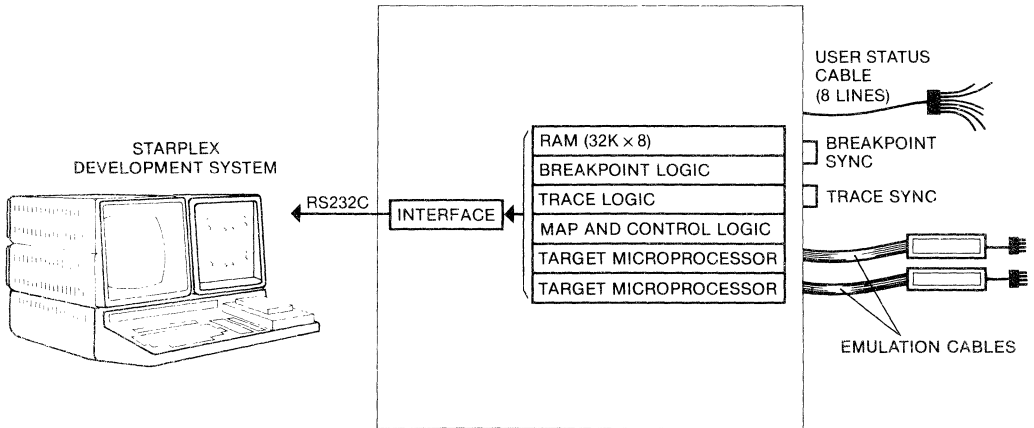 STARPLEX
DEVELOPMENT SYSTEM
RS232C
INTERFACE
RAM (32K × 8)
BREAKPOINT LOGIC
TRACE LOGIC
MAP AND CONTROL LOGIC
TARGET MICROPROCESSOR
TARGET MICROPROCESSOR
USER STATUS
CABLE
(8 LINES)
BREAKPOINT
SYNC
TRACE SYNC
EMULATION CABLES